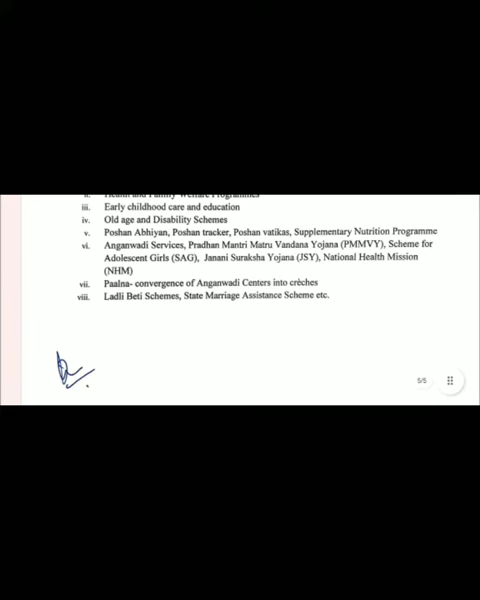 ii. Health and Family Welfare Programmes
iii. Early childhood care and education
iv. Old age and Disability Schemes
v. Poshan Abhiyan, Poshan tracker, Poshan vatikas, Supplementary Nutrition Programme
vi. Anganwadi Services, Pradhan Mantri Matru Vandana Yojana (PMMVY), Scheme for
Adolescent Girls (SAG), Janani Suraksha Yojana (JSY), National Health Mission
(NHM)
vii. Paalna- convergence of Anganwadi Centers into crèches
viii. Ladli Beti Schemes, State Marriage Assistance Scheme etc.
5/5